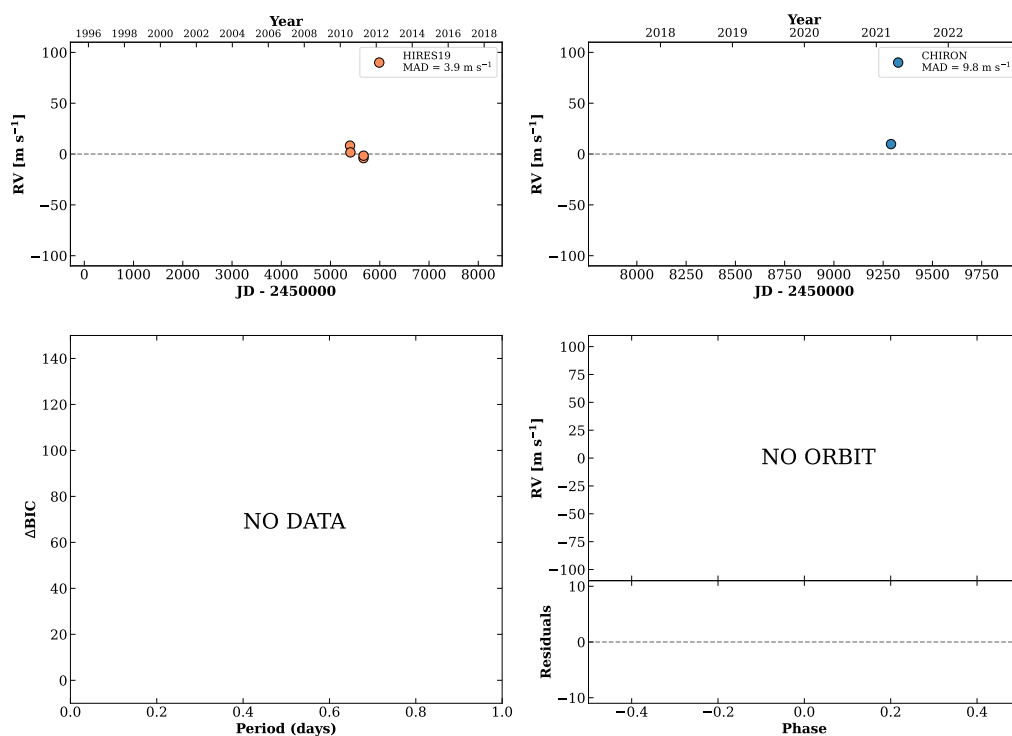 Year
1996 1998 2000 2002 2004 2006 2008 2010 2012 2014 2016 2018
HIRES19
MAD = 3.9 m s⁻¹
100
50
0
−50
−100
RV [m s⁻¹]
0 1000 2000 3000 4000 5000 6000 7000 8000
JD - 2450000
Year
2018 2019 2020 2021 2022
CHIRON
MAD = 9.8 m s⁻¹
100
50
0
−50
−100
RV [m s⁻¹]
8000 8250 8500 8750 9000 9250 9500 9750
JD - 2450000
140
120
100
80
60
40
20
0
ΔBIC
NO DATA
0.0 0.2 0.4 0.6 0.8 1.0
Period (days)
100
75
50
25
0
−25
−50
−75
−100
RV [m s⁻¹]
NO ORBIT
10
0
−10
Residuals
−0.4 −0.2 0.0 0.2 0.4
Phase